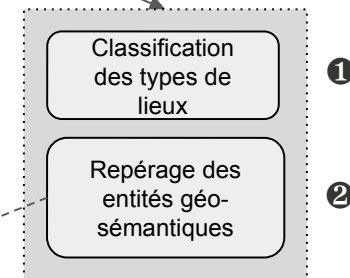 Classification
des types de
lieux
❶
Repérage des
entités géo-
sémantiques
❷